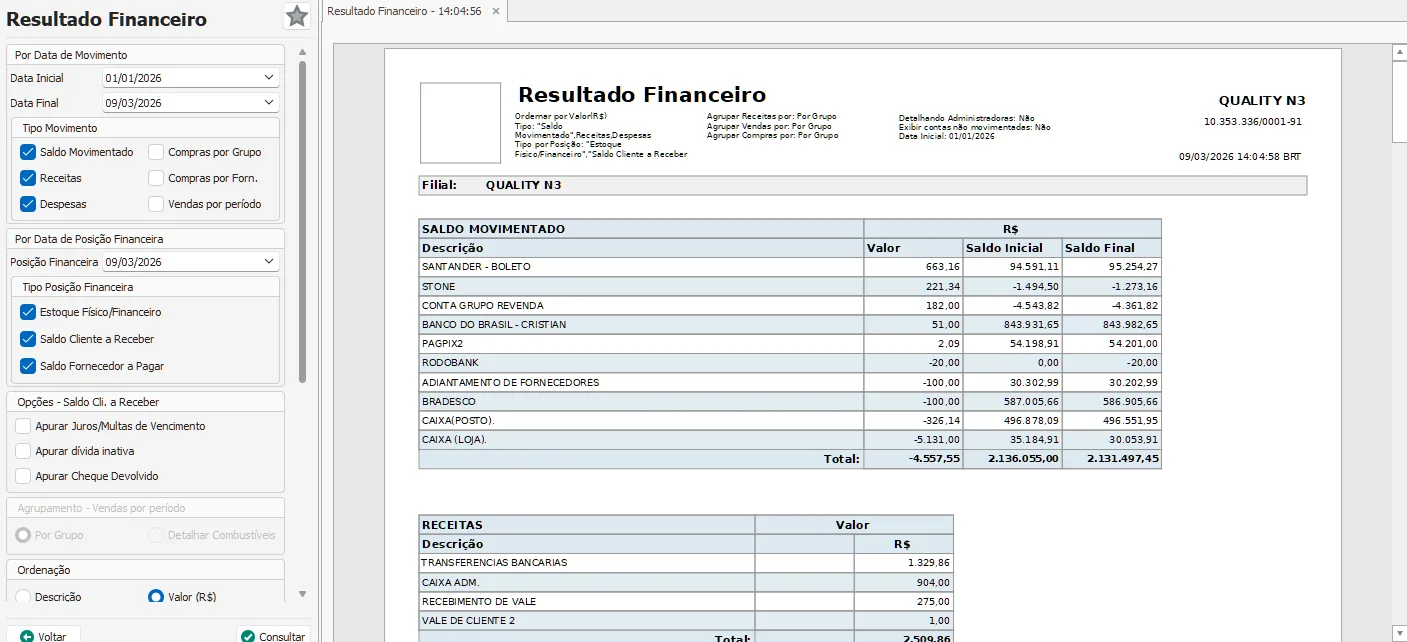 Resultado Financeiro
Por Data de Movimento
Data Inicial 01/01/2026
Data Final 09/03/2026
Tipo Movimento
Saldo Movimentado Compras por Grupo
Receitas Compras por Forn.
Despesas Vendas por período
Por Data de Posição Financeira
Posição Financeira 09/03/2026
Tipo Posição Financeira
Estoque Físico/Financeiro
Saldo Cliente a Receber
Saldo Fornecedor a Pagar
Opções - Saldo Cli. a Receber
Apurar Juros/Multas de Vencimento
Apurar dívida inativa
Apurar Cheque Devolvido
Agrupamento - Vendas por período
Por Grupo Detalhar Combustíveis
Ordenação
Descrição Valor (R$)
Voltar Consultar
Resultado Financeiro - 14:04:56 ×
Resultado Financeiro
Ordernar por Valor(R$)
Tipo: "Saldo
Movimentado",Receitas,Despesas
Tipo por Posição: "Estoque
Físico/Financeiro","Saldo Cliente a Receber
Agrupar Receitas por: Por Grupo
Agrupar Vendas por: Por Grupo
Agrupar Compras por: Por Grupo
Detalhando Administradoras: Não
Exibir contas não movimentadas: Não
Data Inicial: 01/01/2026
QUALITY N3
10.353.336/0001-91
09/03/2026 14:04:58 BRT
Filial: QUALITY N3
SALDO MOVIMENTADO R$
Descrição Valor Saldo Inicial Saldo Final
SANTANDER - BOLETO 663,16 94.591,11 95.254,27
STONE 221,34 -1.494,50 -1.273,16
CONTA GRUPO REVENDA 182,00 -4.543,82 -4.361,82
BANCO DO BRASIL - CRISTIAN 51,00 843.931,65 843.982,65
PAGPIX2 2,09 54.198,91 54.201,00
RODOBANK -20,00 0,00 -20,00
ADIANTAMENTO DE FORNECEDORES -100,00 30.302,99 30.202,99
BRADESCO -100,00 587.005,66 586.905,66
CAIXA(POSTO). -326,14 496.878,09 496.551,95
CAIXA (LOJA). -5.131,00 35.184,91 30.053,91
Total: -4.557,55 2.136.055,00 2.131.497,45
RECEITAS Valor
Descrição R$
TRANSFERENCIAS BANCARIAS 1.329,86
CAIXA ADM. 904,00
RECEBIMENTO DE VALE 275,00
VALE DE CLIENTE 2 1,00
Total: 2.509,86